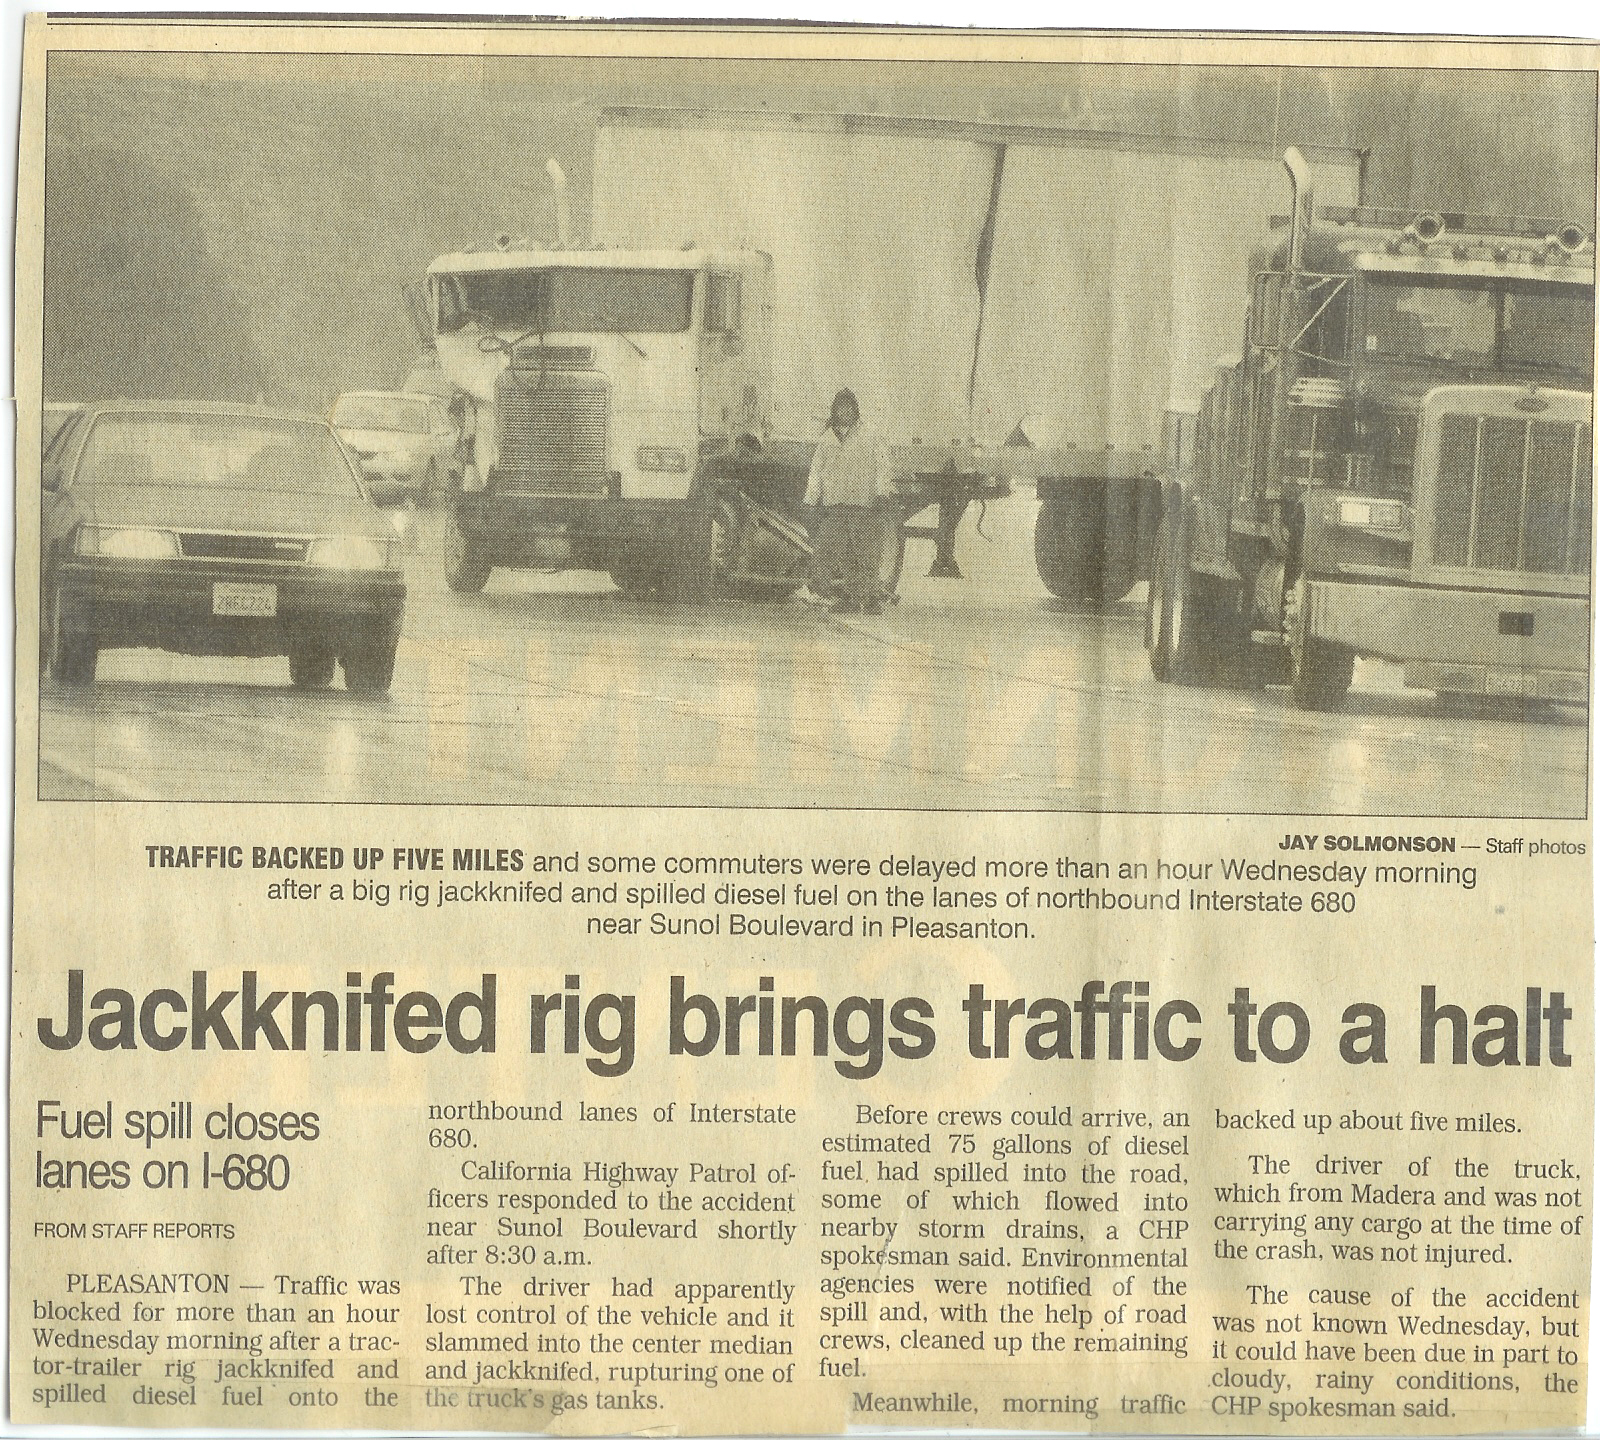 JAY SOLMONSON — Staff photos
TRAFFIC BACKED UP FIVE MILES and some commuters were delayed more than an hour Wednesday morning
after a big rig jackknifed and spilled diesel fuel on the lanes of northbound Interstate 680
near Sunol Boulevard in Pleasanton.
Jackknifed rig brings traffic to a halt
Fuel spill closes
lanes on I-680
FROM STAFF REPORTS
PLEASANTON — Traffic was
blocked for more than an hour
Wednesday morning after a trac-
tor-trailer rig jackknifed and
spilled diesel fuel onto the
northbound lanes of Interstate
680.
California Highway Patrol of-
ficers responded to the accident
near Sunol Boulevard shortly
after 8:30 a.m.
The driver had apparently
lost control of the vehicle and it
slammed into the center median
and jackknifed, rupturing one of
the truck's gas tanks.
Before crews could arrive, an
estimated 75 gallons of diesel
fuel had spilled into the road,
some of which flowed into
nearby storm drains, a CHP
spokesman said. Environmental
agencies were notified of the
spill and, with the help of road
crews, cleaned up the remaining
fuel.
Meanwhile, morning traffic
backed up about five miles.
The driver of the truck,
which from Madera and was not
carrying any cargo at the time of
the crash, was not injured.
The cause of the accident
was not known Wednesday, but
it could have been due in part to
cloudy, rainy conditions, the
CHP spokesman said.